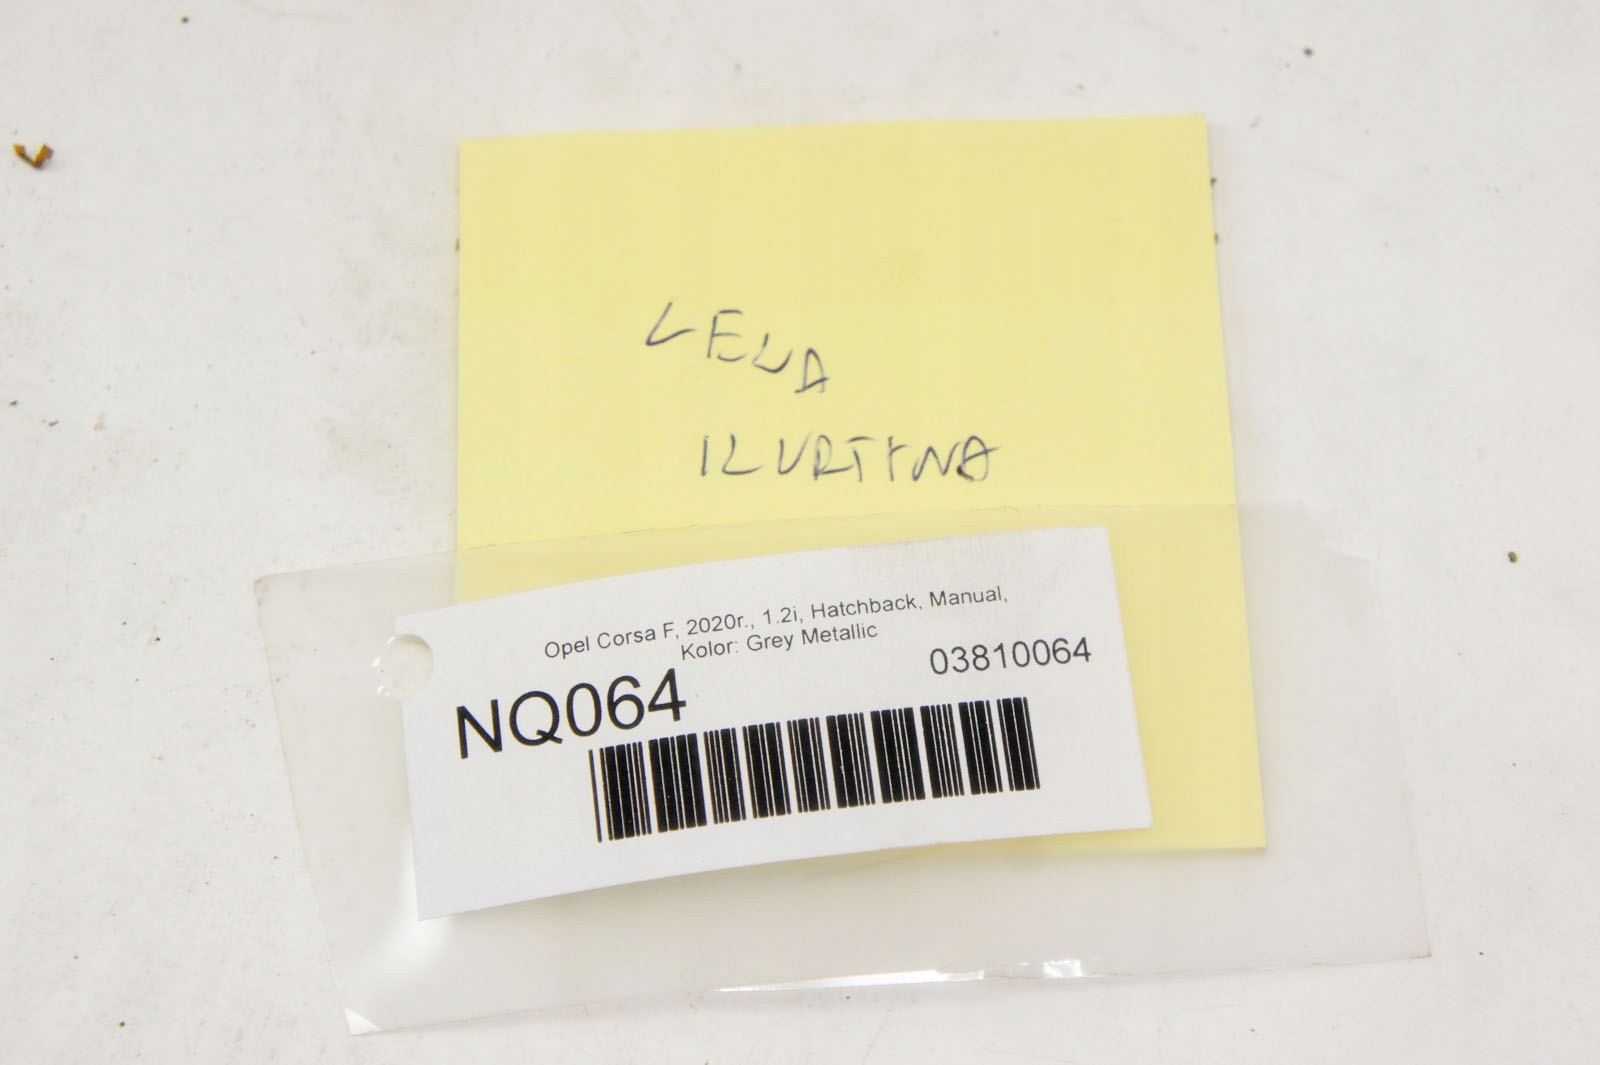 LEWA
KURTYNA
Opel Corsa F, 2020r., 1.2i, Hatchback, Manual,
Kolor: Grey Metallic
03810064
NQ064